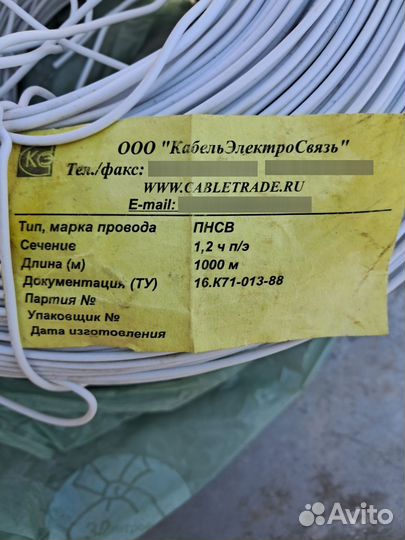 КС
ООО "КабельЭлектроСвязь"
Тел./факс:
WWW.CABLETRADE.RU
E-mail:
Тип, марка провода ПНСВ
Сечение 1,2 ч п/э
Длина (м) 1000 м
Документация (ТУ) 16.К71-013-88
Партия №
Упаковщик №
Дата изготовления
Avito